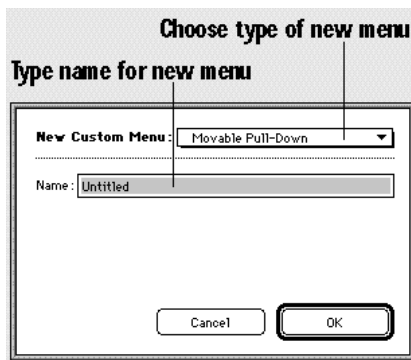 Choose type of new menu
Type name for new menu
New Custom Menu: Movable Pull-Down
Name: Untitled
Cancel OK